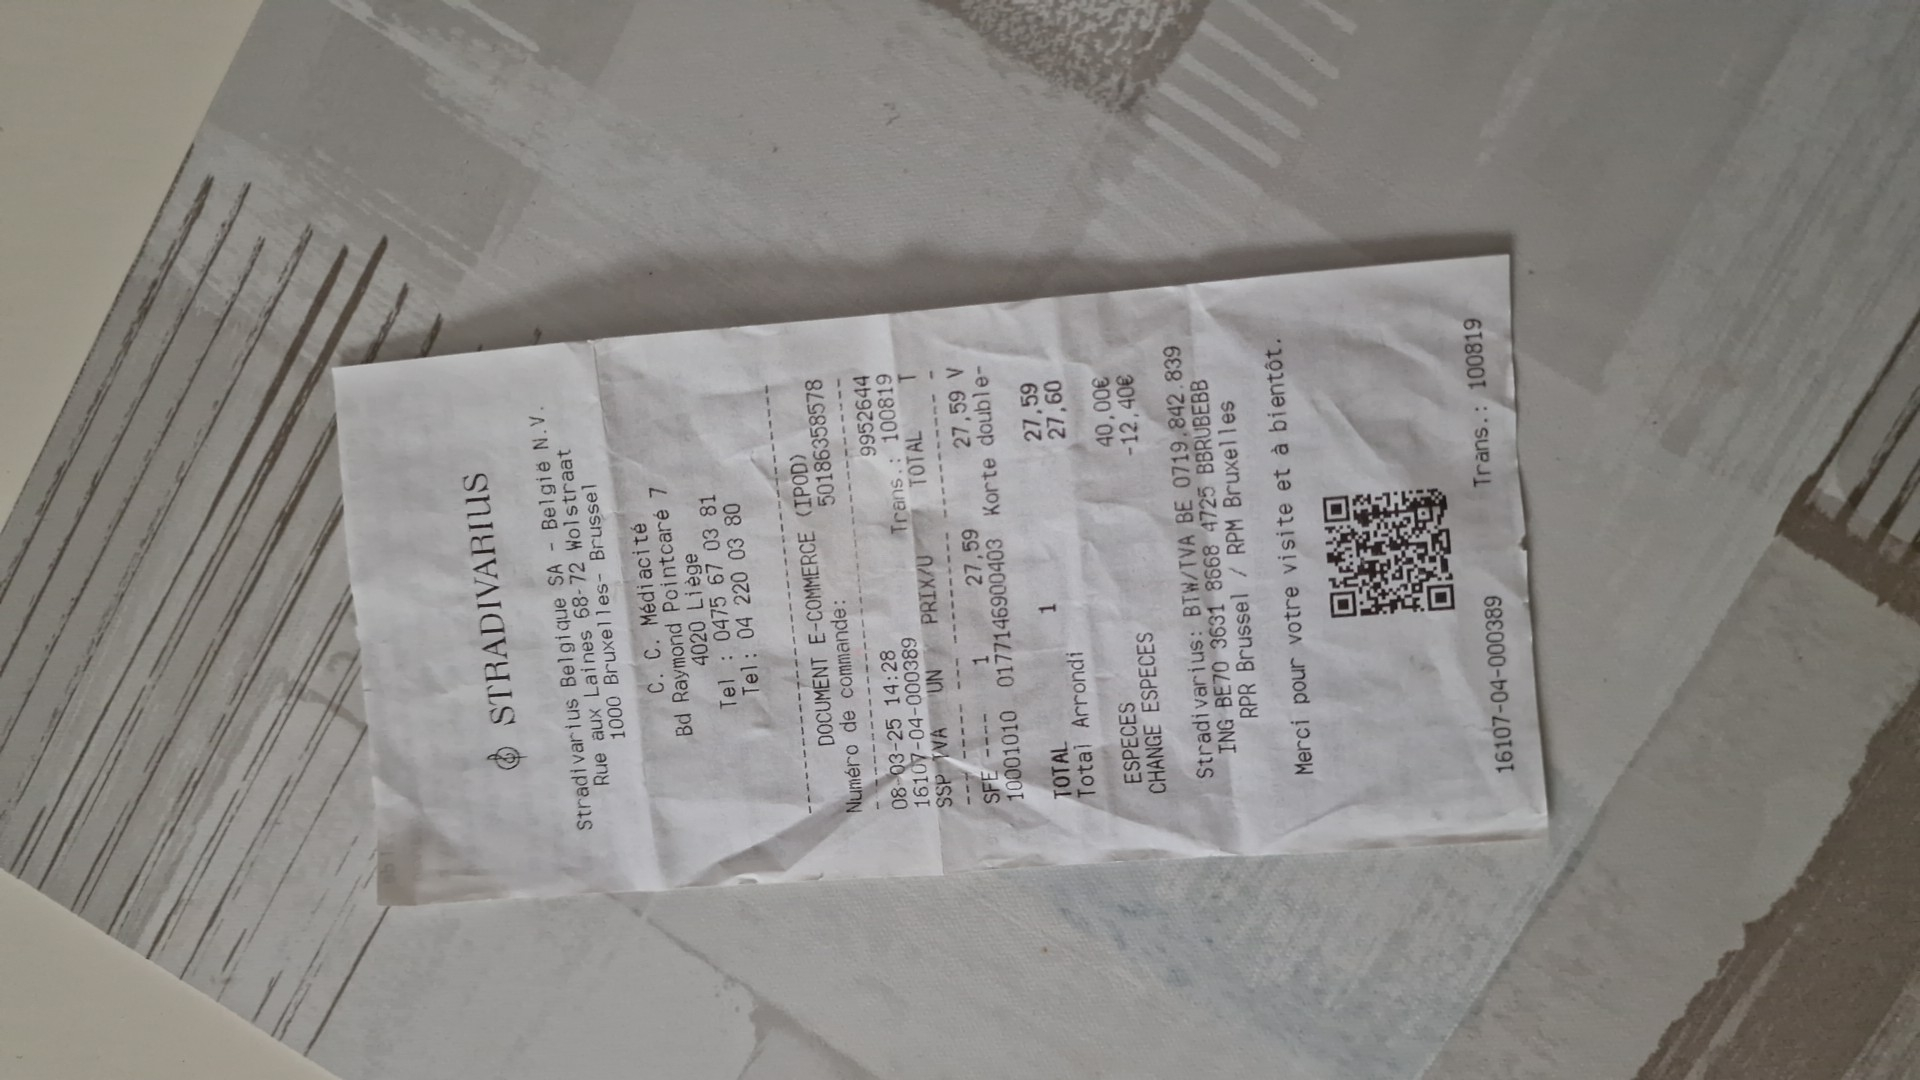 STRADIVARIUS
Stradivarius Belgique SA - België N.V.
Rue aux Laines 68-72 Wolstraat
1000 Bruxelles- Brussel
C. C. Médiacité
Bd Raymond Pointcaré 7
4020 Liège
Tel : 0475 67 03 81
Tel: 04 220 03 80
DOCUMENT E-COMMERCE (IPOD)
Numéro de commande: 50186358578
9952644
08-03-25 14:28 Trans.: 100819
16107-04-000389
SSP TVA UN PRIX/U TOTAL T
SFE ---- 1 27,59 27,59 V
10001010 0177146900403 Korte double-
TOTAL 1 27,59
Total Arrondi 27,60
ESPECES 40,00€
CHANGE ESPECES -12,40€
Stradivarius: BTW/TVA BE 0719.842.839
ING BE70 3631 8668 4725 BBRUBEBB
RPR Brussel / RPM Bruxelles
Merci pour votre visite et à bientôt.
16107-04-000389 Trans.: 100819